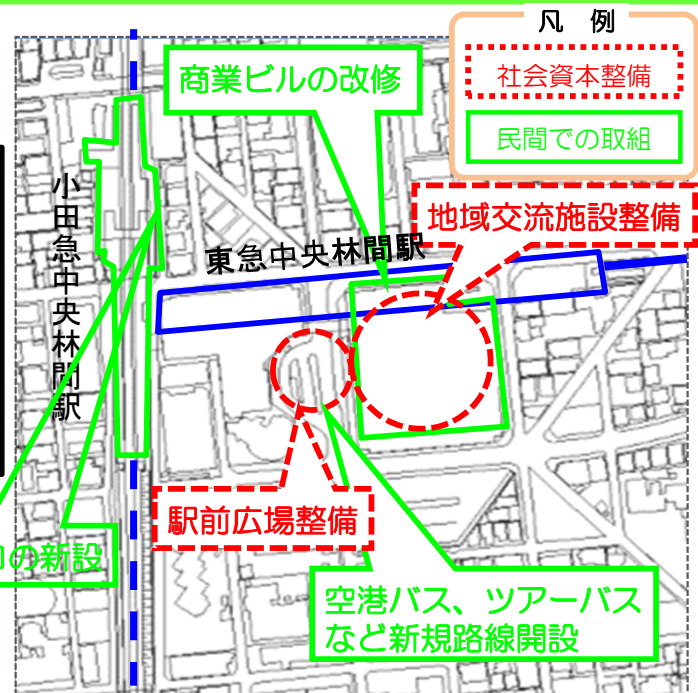 凡 例
社会資本整備
民間での取組
商業ビルの改修
地域交流施設整備
東急中央林間駅
小田急中央林間駅
駅前広場整備
の新設
空港バス、ツアーバス
など新規路線開設